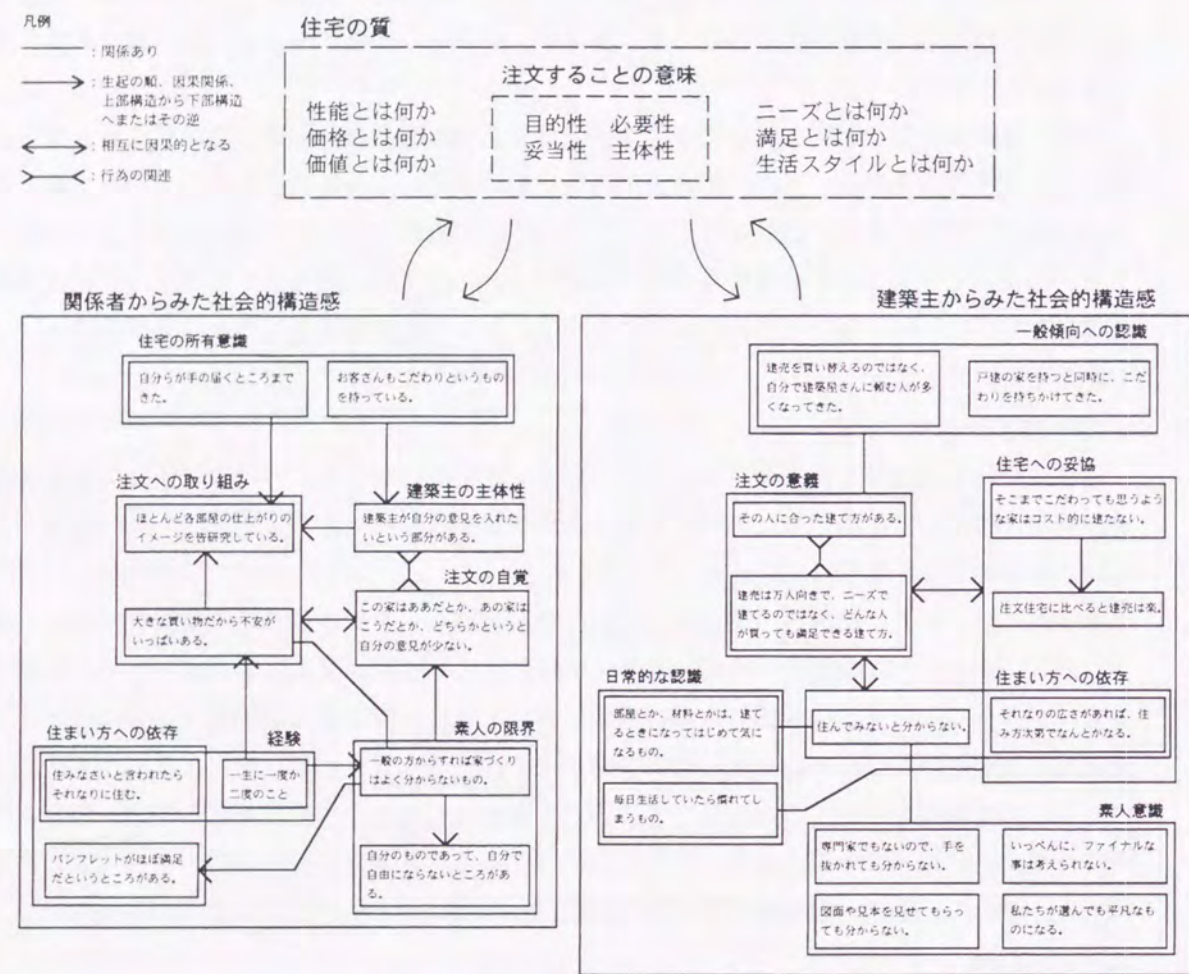 凡例
：関係あり
：生起の順、因果関係、
上部構造から下部構造
へまたはその逆
：相互に因果的となる
：行為の関連
住宅の質
注文することの意味
性能とは何か
価格とは何か
価値とは何か
目的性　必要性
妥当性　主体性
ニーズとは何か
満足とは何か
生活スタイルとは何か
関係者からみた社会的構造感
住宅の所有意識
自分らが手の届くところまで
きた。
お客さんもこだわりというもの
を持っている。
注文への取り組み
ほとんど各部屋の仕上がりの
イメージを皆研究している。
大きな買い物だから不安が
いっぱいある。
建築主の主体性
建築主が自分の意見を入れた
いという部分がある。
注文の自覚
この家はああだとか、あの家は
こうだとか、どちらかというと
自分の意見が少ない。
住まい方への依存
経験
住みなさいと言われたら
それなりに住む。
一生に一度か
二度のこと
パンフレットがほぼ満足
だというところがある。
素人の限界
一般の方からすれば家づくり
はよく分からないもの。
自分のものであって、自分で
自由にならないところがあ
る。
建築主からみた社会的構造感
一般傾向への認識
建売を買い替えるのではなく、
自分で建築屋さんに頼む人が多
くなってきた。
戸建の家を持つと同時に、こだ
わりを持ちかけてきた。
注文の意義
その人に合った建て方がある。
建売は万人向きで、ニーズで
建てるのではなく、どんな人
が買っても満足できる建て方。
住宅への妥協
そこまでこだわっても思うよう
な家はコスト的に建たない。
注文住宅に比べると建売は楽。
日常的な認識
部屋とか、材料とかは、建て
るときになってはじめて気に
なるもの。
毎日生活していたら慣れてし
まうもの。
住んでみないと分からない。
住まい方への依存
それなりの広さがあれば、住
み方次第でなんとかなる。
素人意識
専門家でもないので、手を
抜かれても分からない。
いっぺんに、ファイナルな
事は考えられない。
図面や見本を見せてもらっ
ても分からない。
私たちが選んでも平凡なも
のになる。